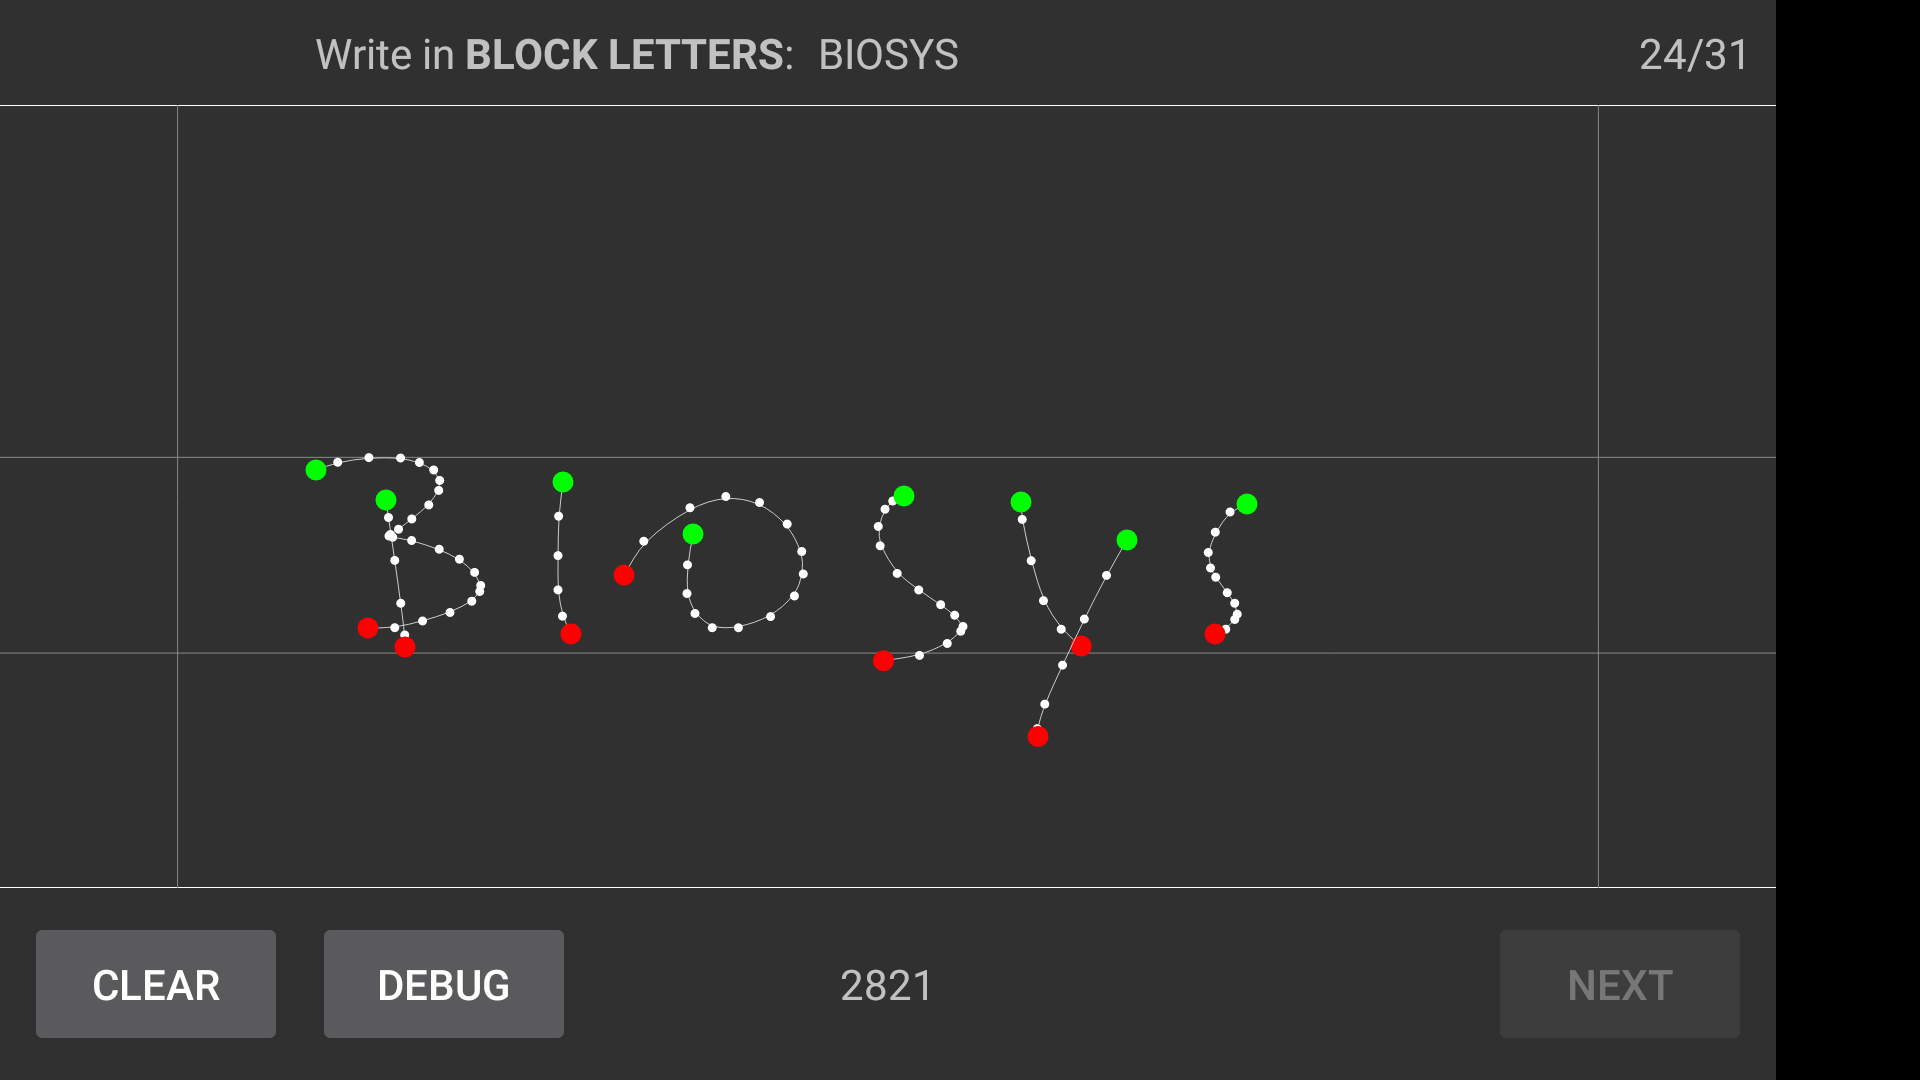 Write in BLOCK LETTERS: BIOSYS 24/31
BIOSYS
CLEAR DEBUG 2821 NEXT